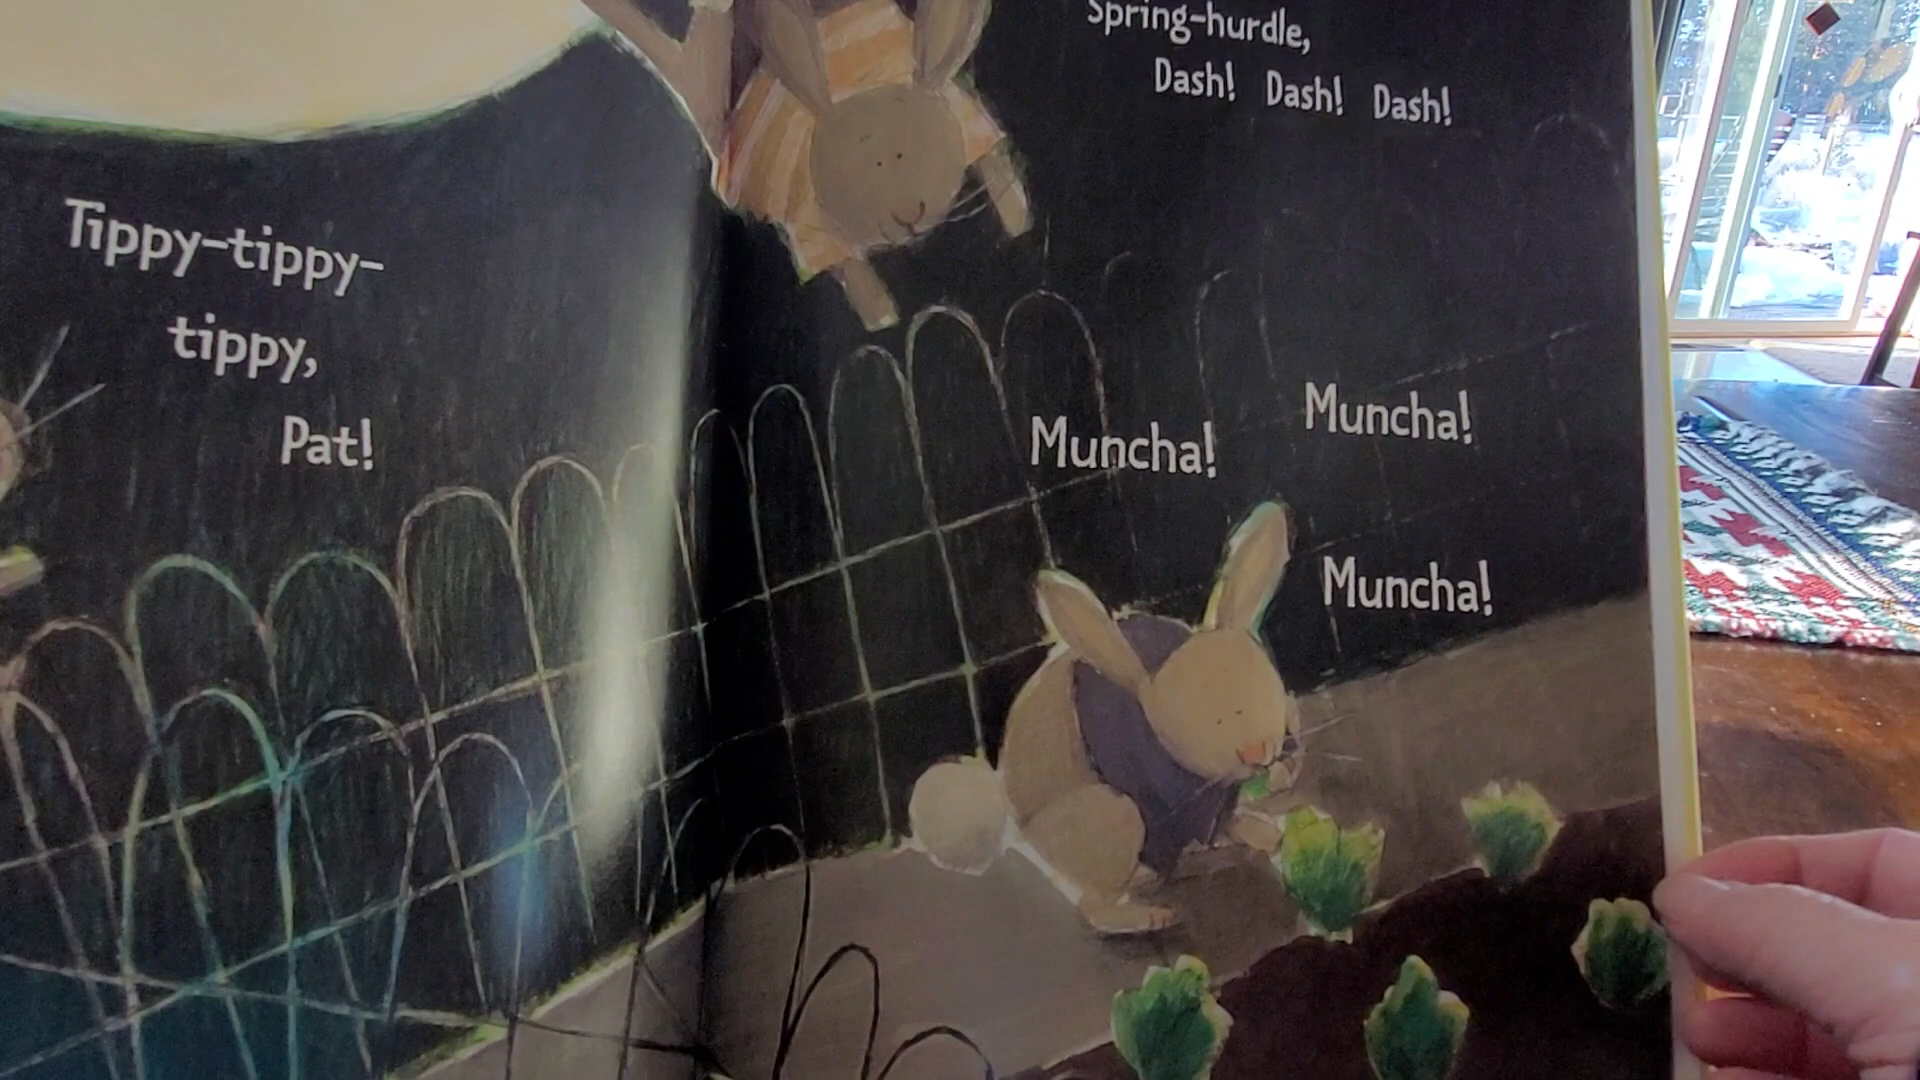 Tippy-tippy-
tippy,
Pat!
Spring-hurdle,
Dash! Dash! Dash!
Muncha!
Muncha!
Muncha!